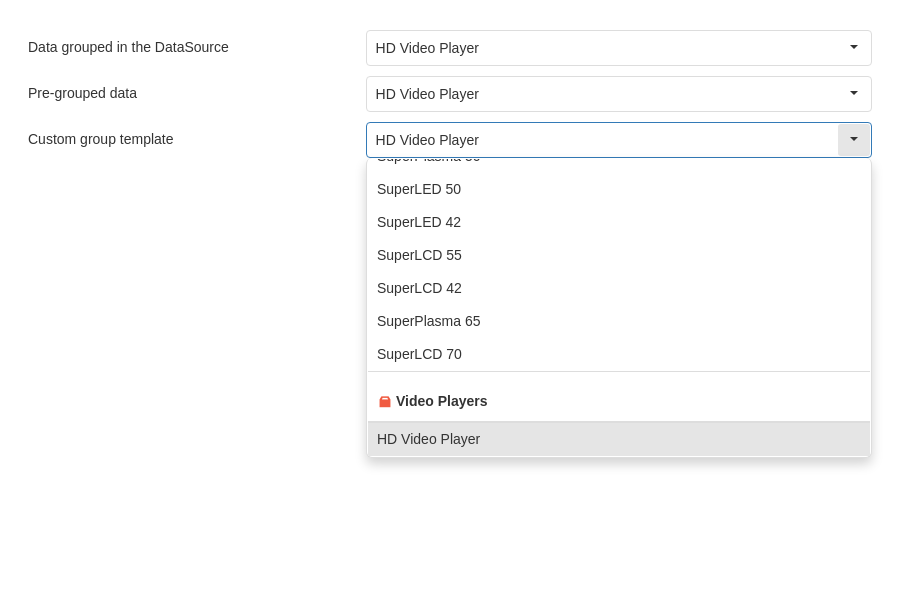 Data grouped in the DataSource
HD Video Player
Pre-grouped data
HD Video Player
Custom group template
HD Video Player
SuperLED 50
SuperLED 42
SuperLCD 55
SuperLCD 42
SuperPlasma 65
SuperLCD 70
Video Players
HD Video Player